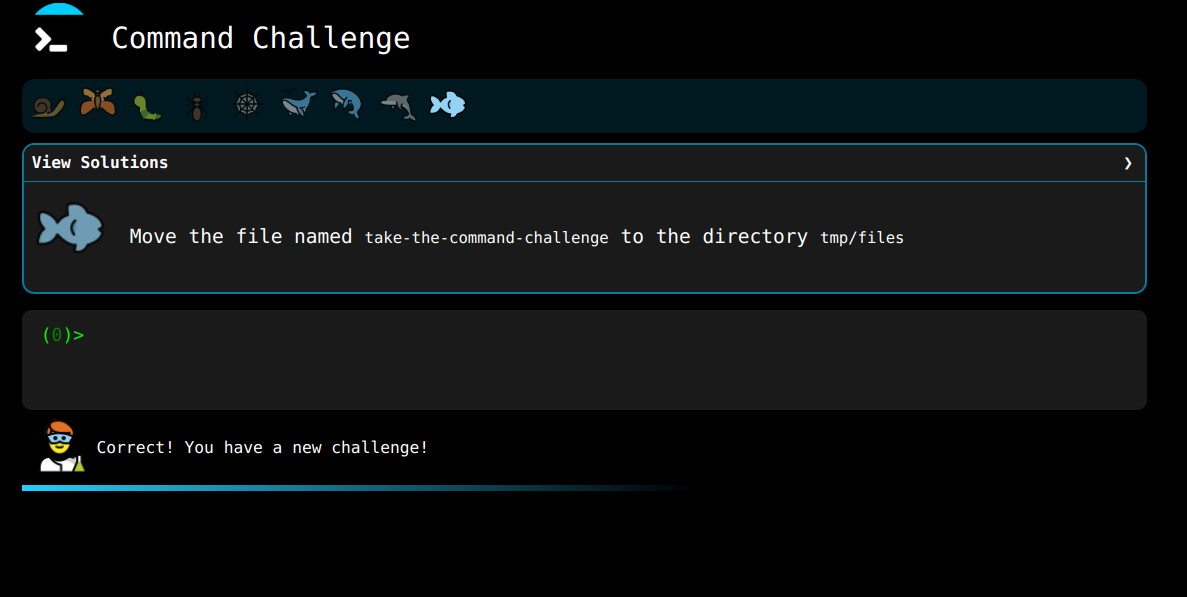 Command Challenge
View Solutions
Move the file named take-the-command-challenge to the directory tmp/files
(0)>
Correct! You have a new challenge!